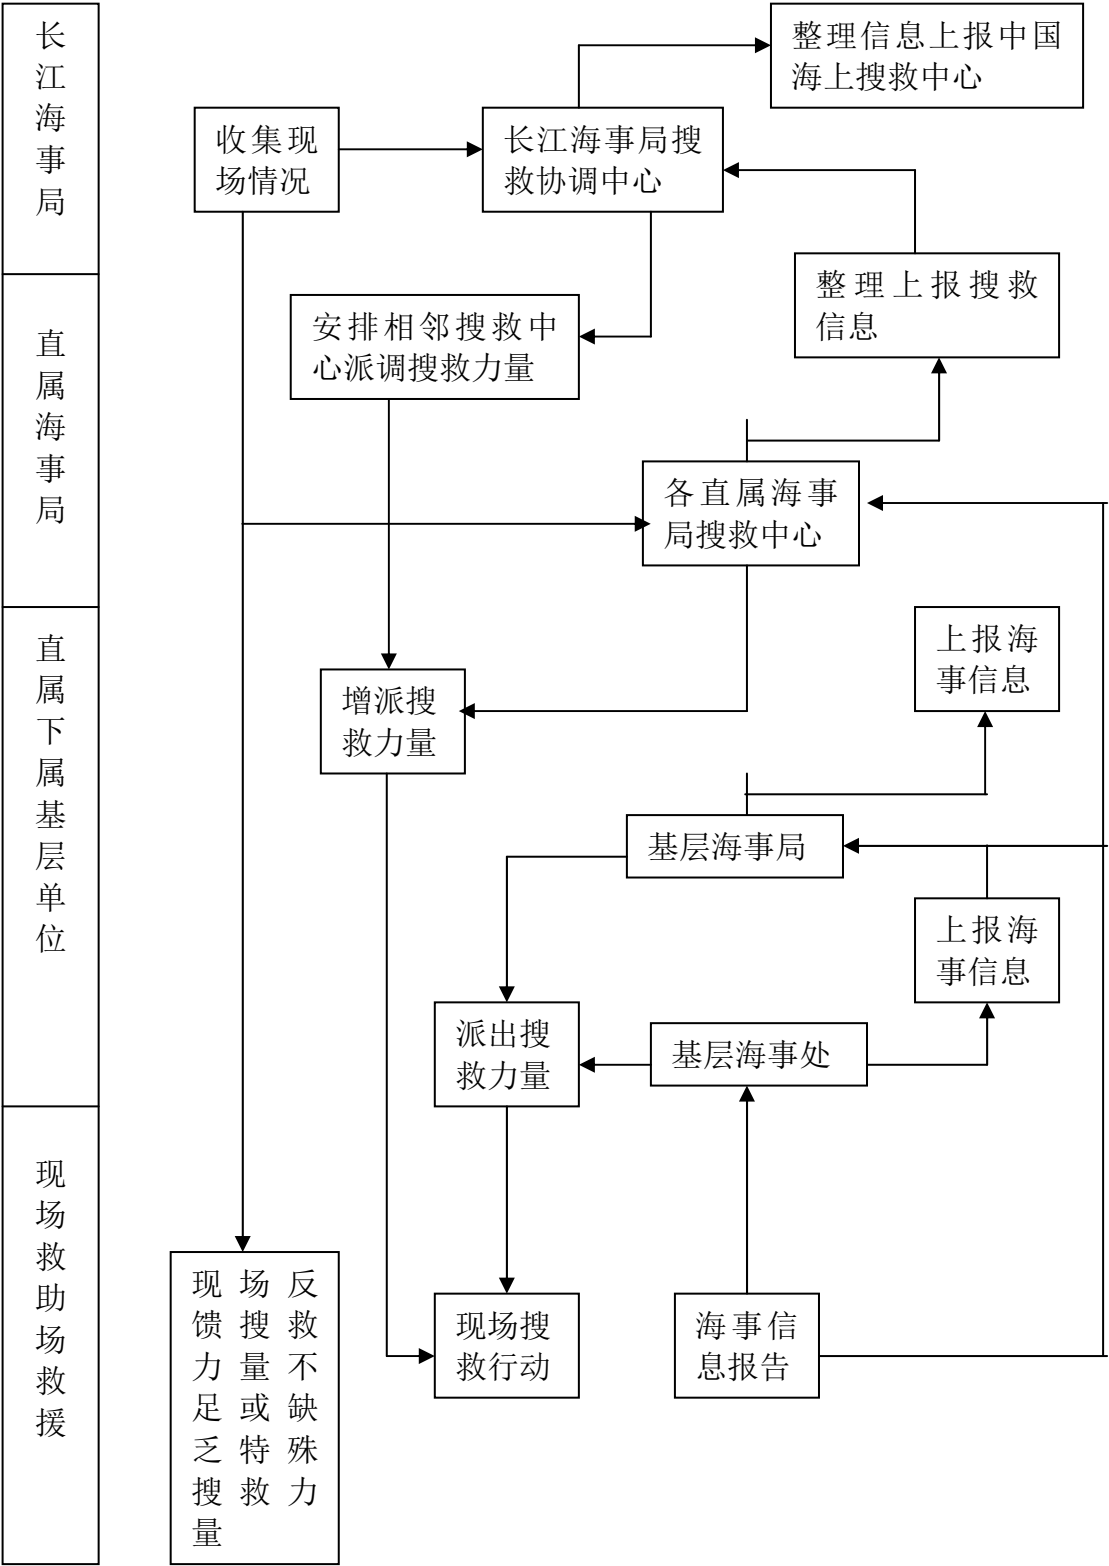 长
江
海
事
局
直
属
海
事
局
直
属
下
属
基
层
单
位
现
场
救
助
场
救
援
整理信息上报中国
海上搜救中心
收集现
场情况
长江海事局搜
救协调中心
整理上报搜救
信息
安排相邻搜救中
心派调搜救力量
各直属海事
局搜救中心
上报海
事信息
增派搜
救力量
基层海事局
上报海
事信息
派出搜
救力量
基层海事处
现场反
馈搜救
力量不
足或缺
乏特殊
搜救力
量
现场搜
救行动
海事信
息报告